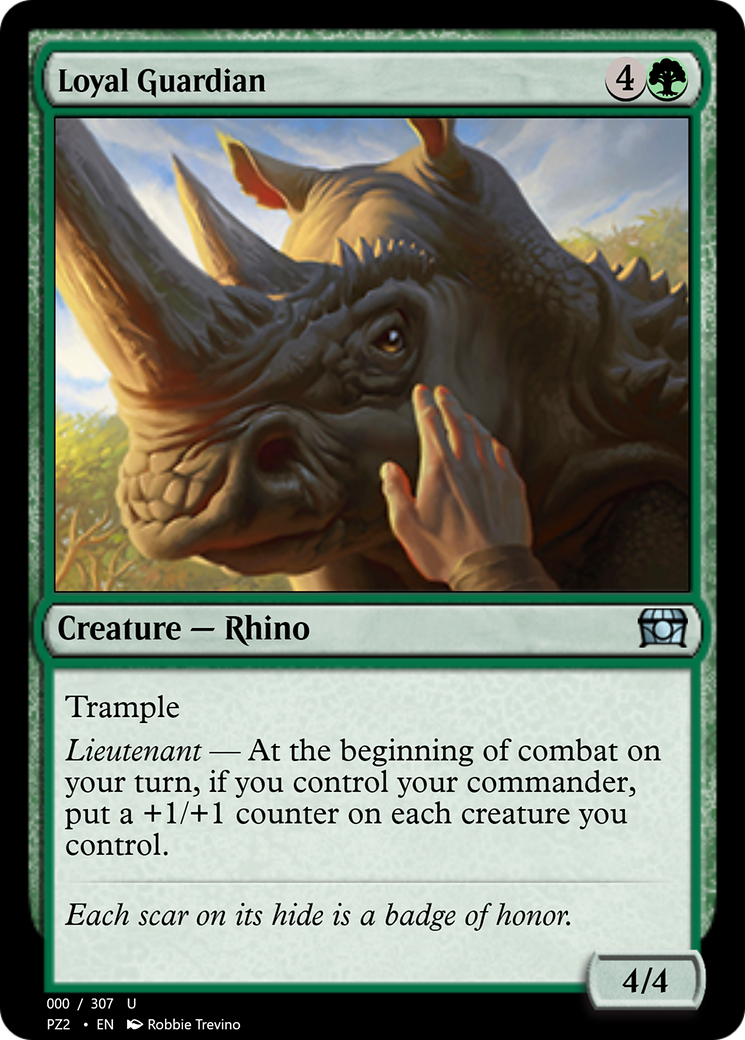 Loyal Guardian 4
Creature — Rhino
Trample
Lieutenant — At the beginning of combat on
your turn, if you control your commander,
put a +1/+1 counter on each creature you
control.
Each scar on its hide is a badge of honor.
4/4
000 / 307 U
PZ2 • EN Robbie Trevino